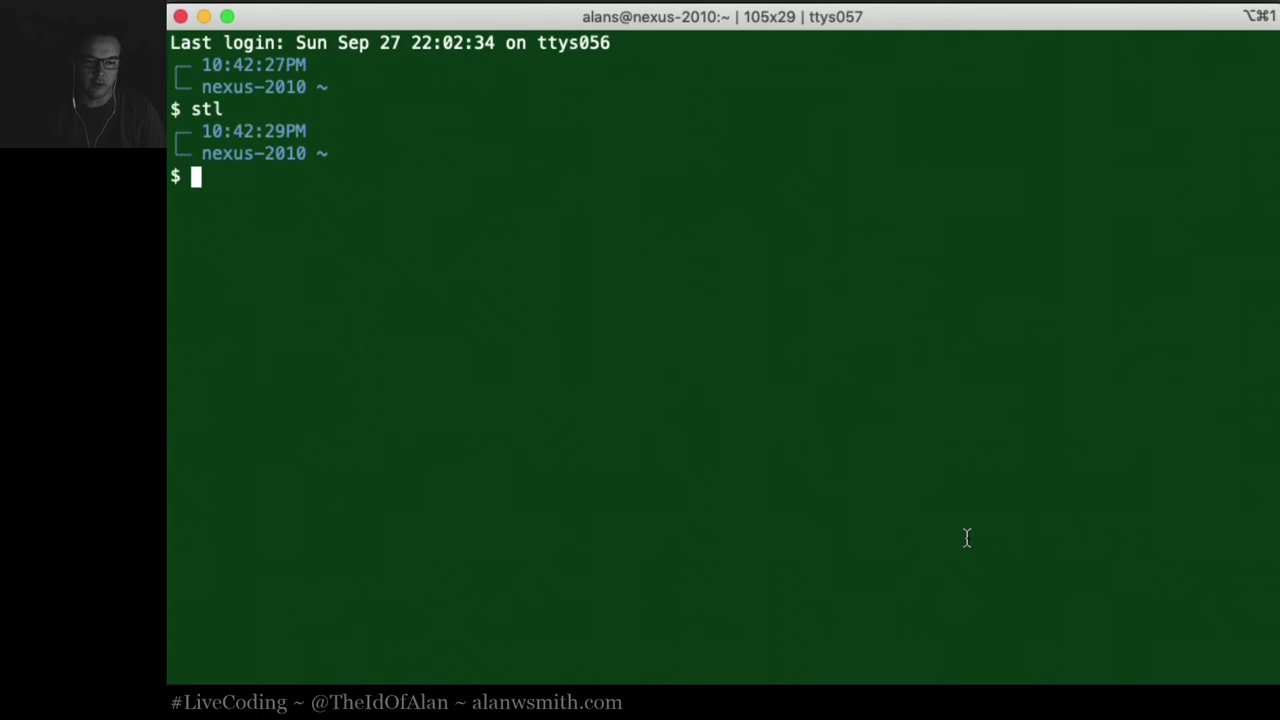 alans@nexus-2010:~ | 105x29 | ttys057
⌥⌘1
Last login: Sun Sep 27 22:02:34 on ttys056
┌─ 10:42:27PM
└─ nexus-2010 ~
$ stl
┌─ 10:42:29PM
└─ nexus-2010 ~
$
#LiveCoding ~ @TheIdOfAlan ~ alanwsmith.com